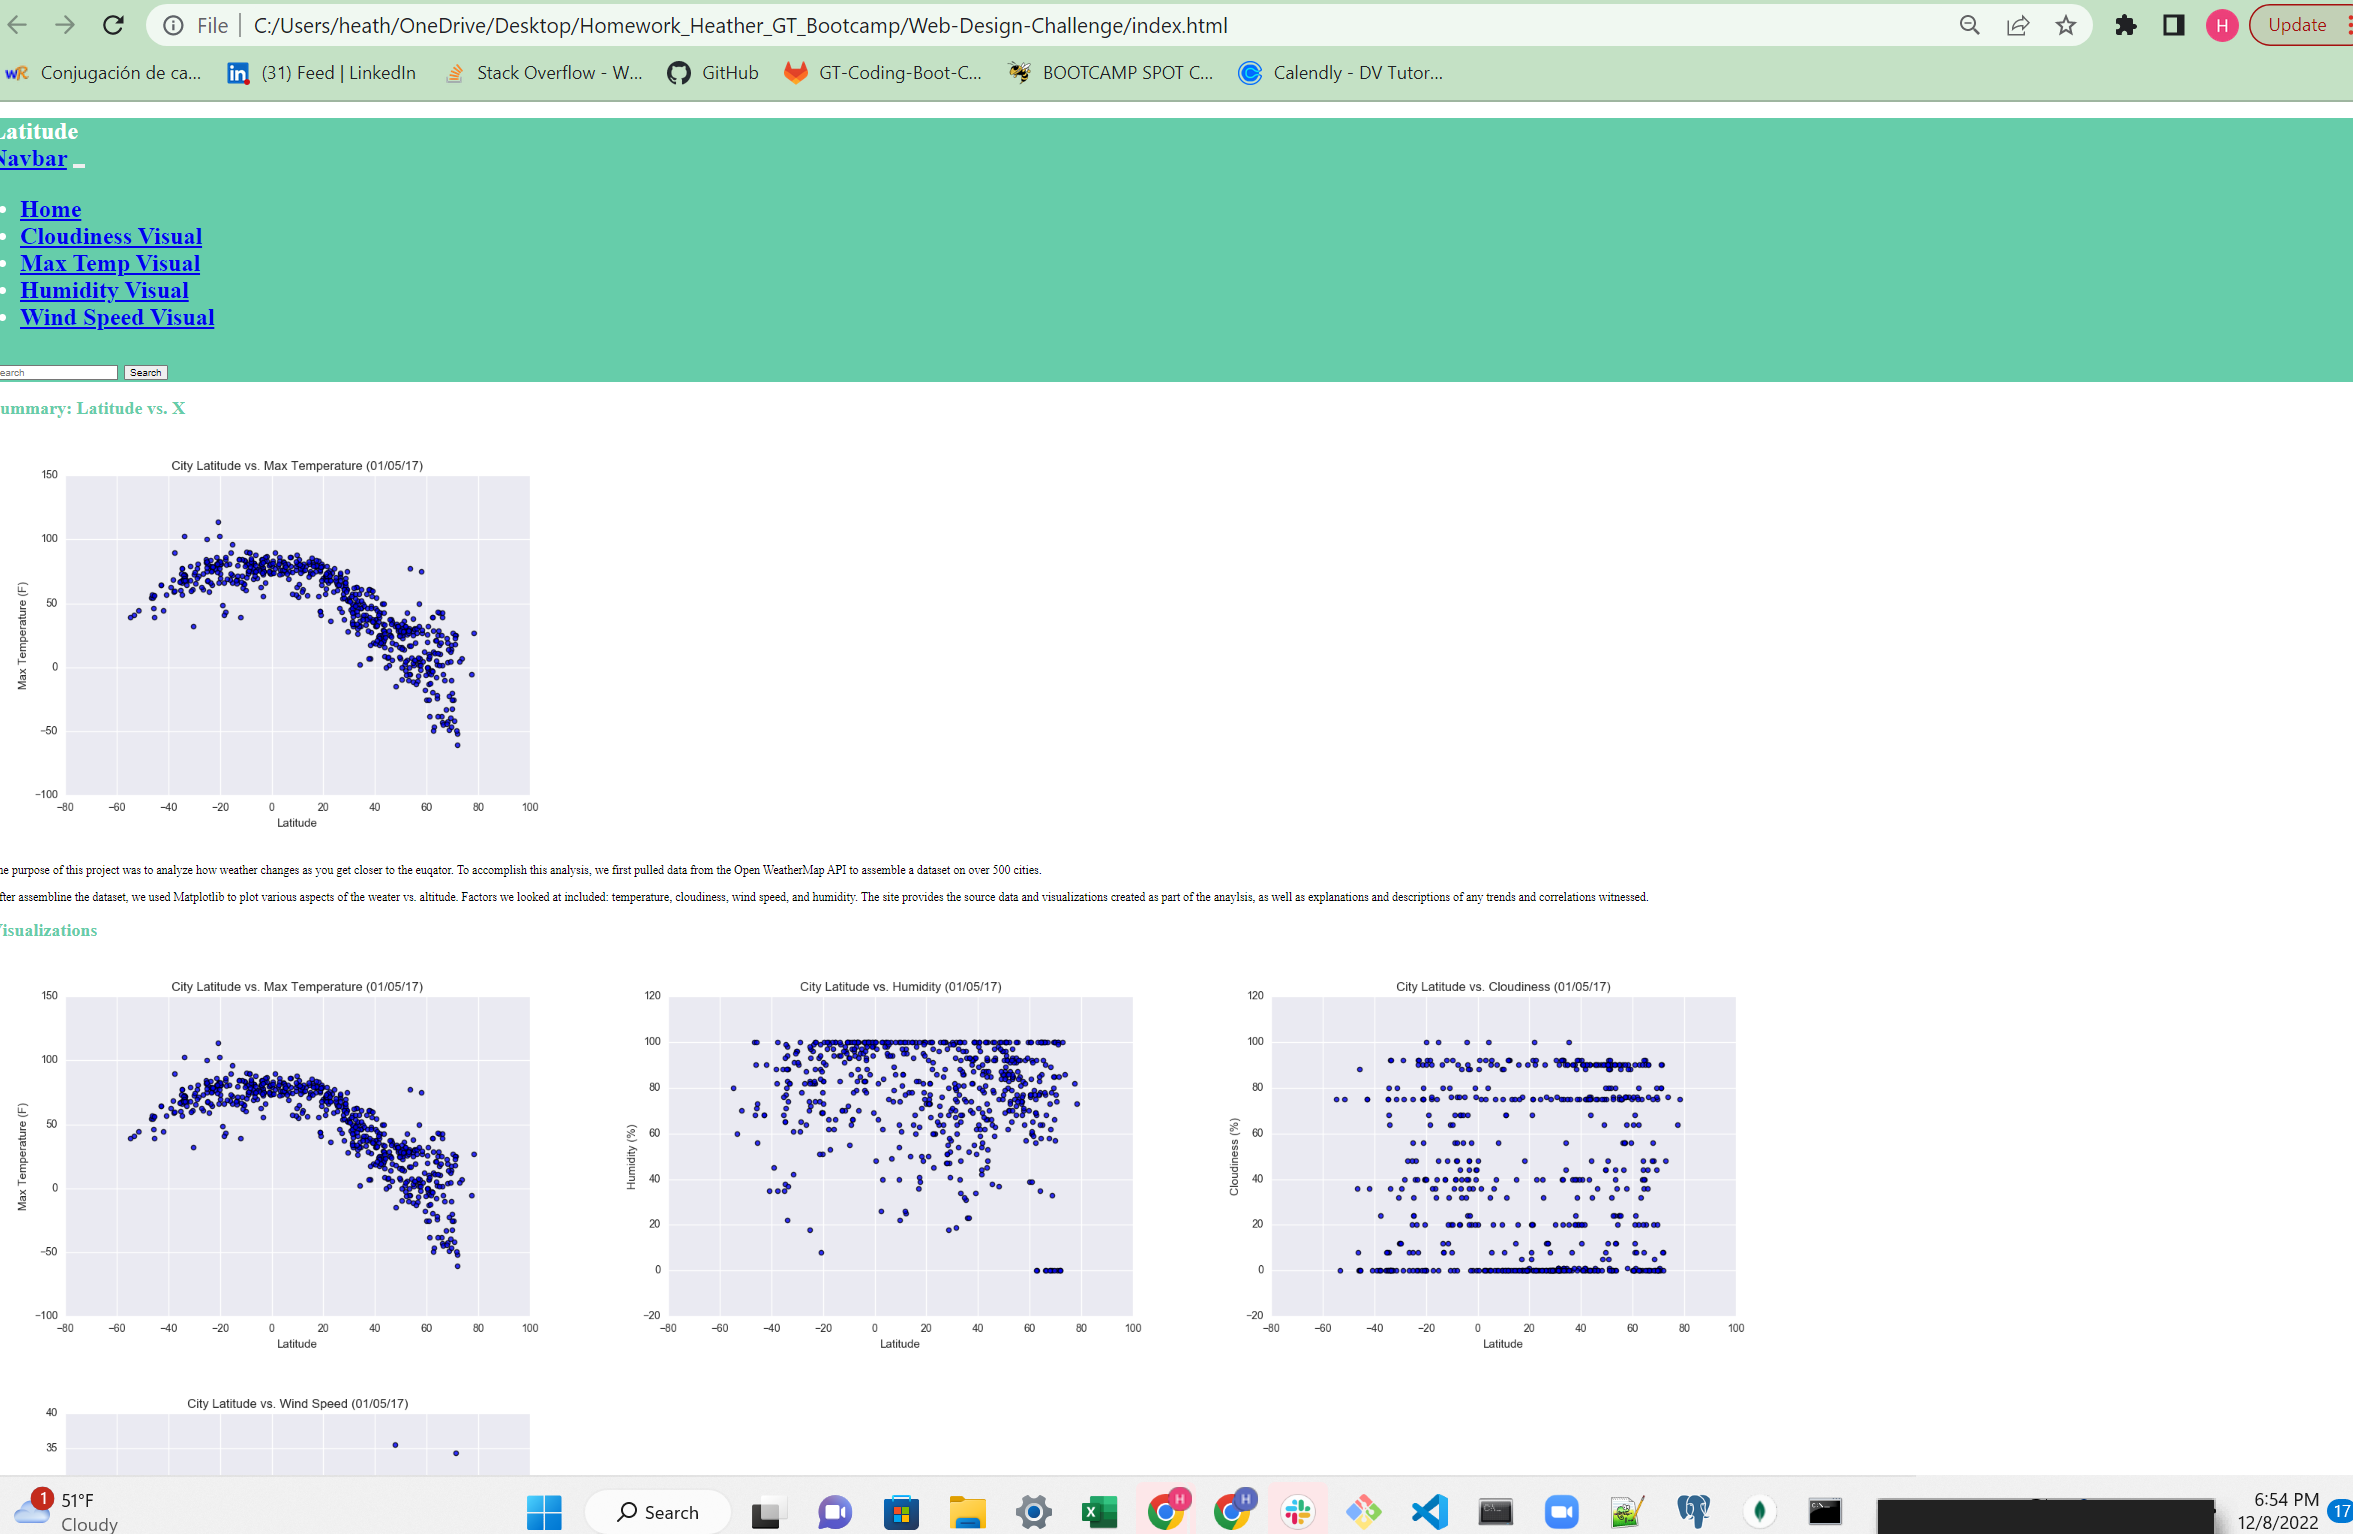 File C:/Users/heath/OneDrive/Desktop/Homework_Heather_GT_Bootcamp/Web-Design-Challenge/index.html H Update
WR Conjugación de ca... in (31) Feed | LinkedIn Stack Overflow - W... GitHub GT-Coding-Boot-C... BOOTCAMP SPOT C... Calendly - DV Tutor...
Latitude
Navbar
Home
Cloudiness Visual
Max Temp Visual
Humidity Visual
Wind Speed Visual
earch Search
ummary: Latitude vs. X
City Latitude vs. Max Temperature (01/05/17)
150
100
50
0
−50
−100
Max Temperature (F)
−80 −60 −40 −20 0 20 40 60 80 100
Latitude
he purpose of this project was to analyze how weather changes as you get closer to the euqator. To accomplish this analysis, we first pulled data from the Open WeatherMap API to assemble a dataset on over 500 cities.
fter assembline the dataset, we used Matplotlib to plot various aspects of the weater vs. altitude. Factors we looked at included: temperature, cloudiness, wind speed, and humidity. The site provides the source data and visualizations created as part of the anaylsis, as well as explanations and descriptions of any trends and correlations witnessed.
isualizations
City Latitude vs. Max Temperature (01/05/17)
150
100
50
0
−50
−100
Max Temperature (F)
−80 −60 −40 −20 0 20 40 60 80 100
Latitude
City Latitude vs. Humidity (01/05/17)
120
100
80
60
40
20
0
−20
Humidity (%)
−80 −60 −40 −20 0 20 40 60 80 100
Latitude
City Latitude vs. Cloudiness (01/05/17)
120
100
80
60
40
20
0
−20
Cloudiness (%)
−80 −60 −40 −20 0 20 40 60 80 100
Latitude
City Latitude vs. Wind Speed (01/05/17)
40
35
1 51°F
Cloudy
Search
H H
6:54 PM
12/8/2022
17